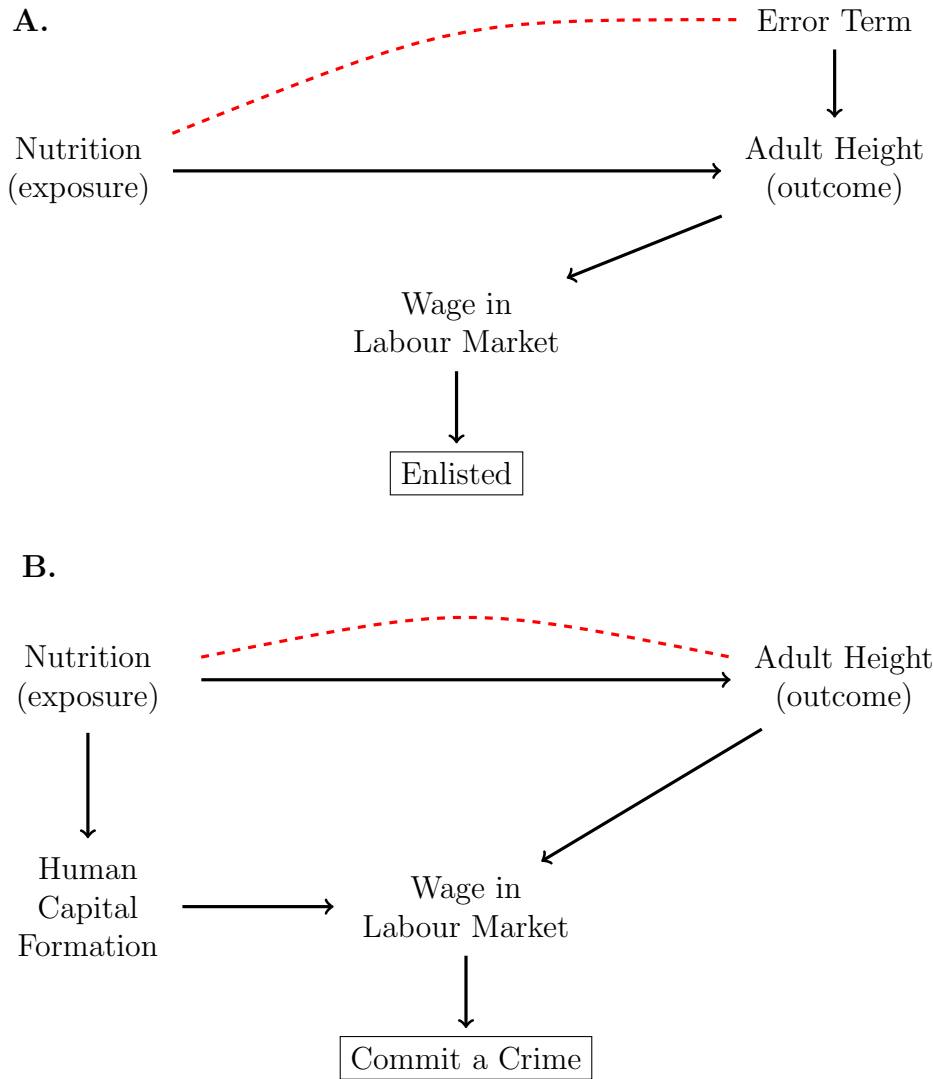 A.
Error Term
Nutrition
(exposure)
Adult Height
(outcome)
Wage in
Labour Market
Enlisted
B.
Nutrition
(exposure)
Adult Height
(outcome)
Human
Capital
Formation
Wage in
Labour Market
Commit a Crime